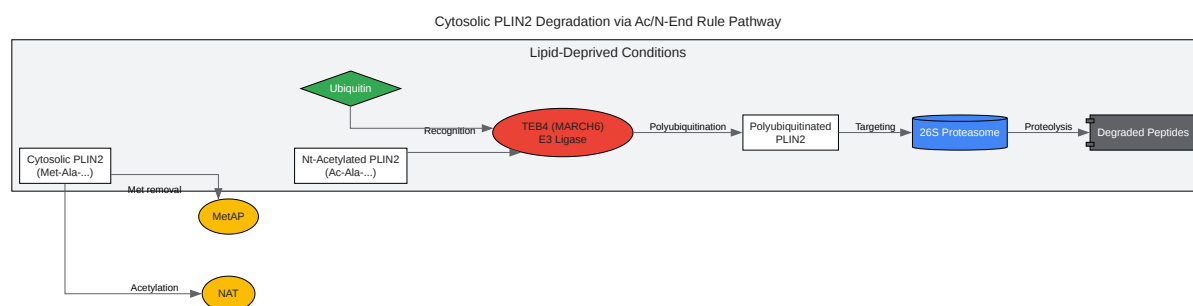 Cytosolic PLIN2 Degradation via Ac/N-End Rule Pathway
Lipid-Deprived Conditions
Ubiquitin
Recognition
TEB4 (MARCH6)
E3 Ligase
Polyubiquitination
Polyubiquitinated
PLIN2
Targeting
26S Proteasome
Proteolysis
Degraded Peptides
Cytosolic PLIN2
(Met-Ala-...)
Nt-Acetylated PLIN2
(Ac-Ala-...)
Met removal
MetAP
Acetylation
NAT